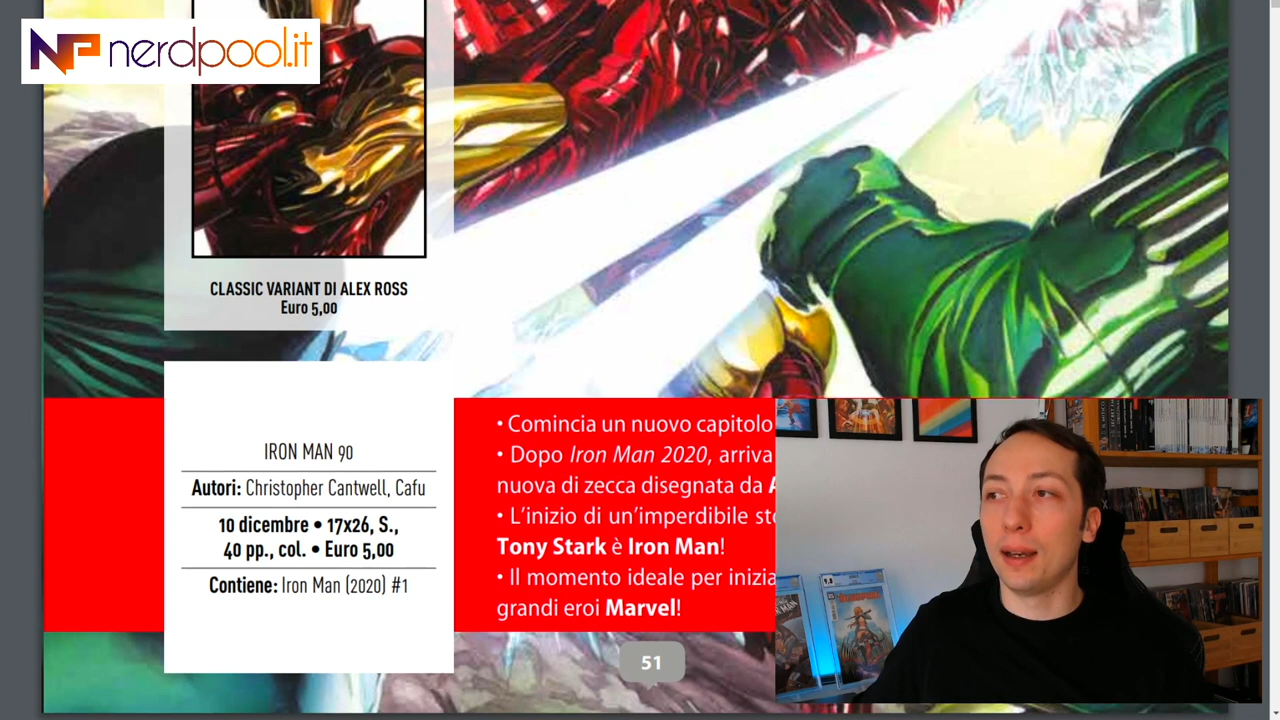 nerdpool.it
CLASSIC VARIANT DI ALEX ROSS
Euro 5,00
IRON MAN 90
Autori: Christopher Cantwell, Cafu
10 dicembre • 17x26, S.,
40 pp., col. • Euro 5,00
Contiene: Iron Man (2020) #1
• Comincia un nuovo capitolo
• Dopo Iron Man 2020, arriva
nuova di zecca disegnata da
• L'inizio di un'imperdibile
Tony Stark è Iron Man!
• Il momento ideale per
grandi eroi Marvel!
51
9.8